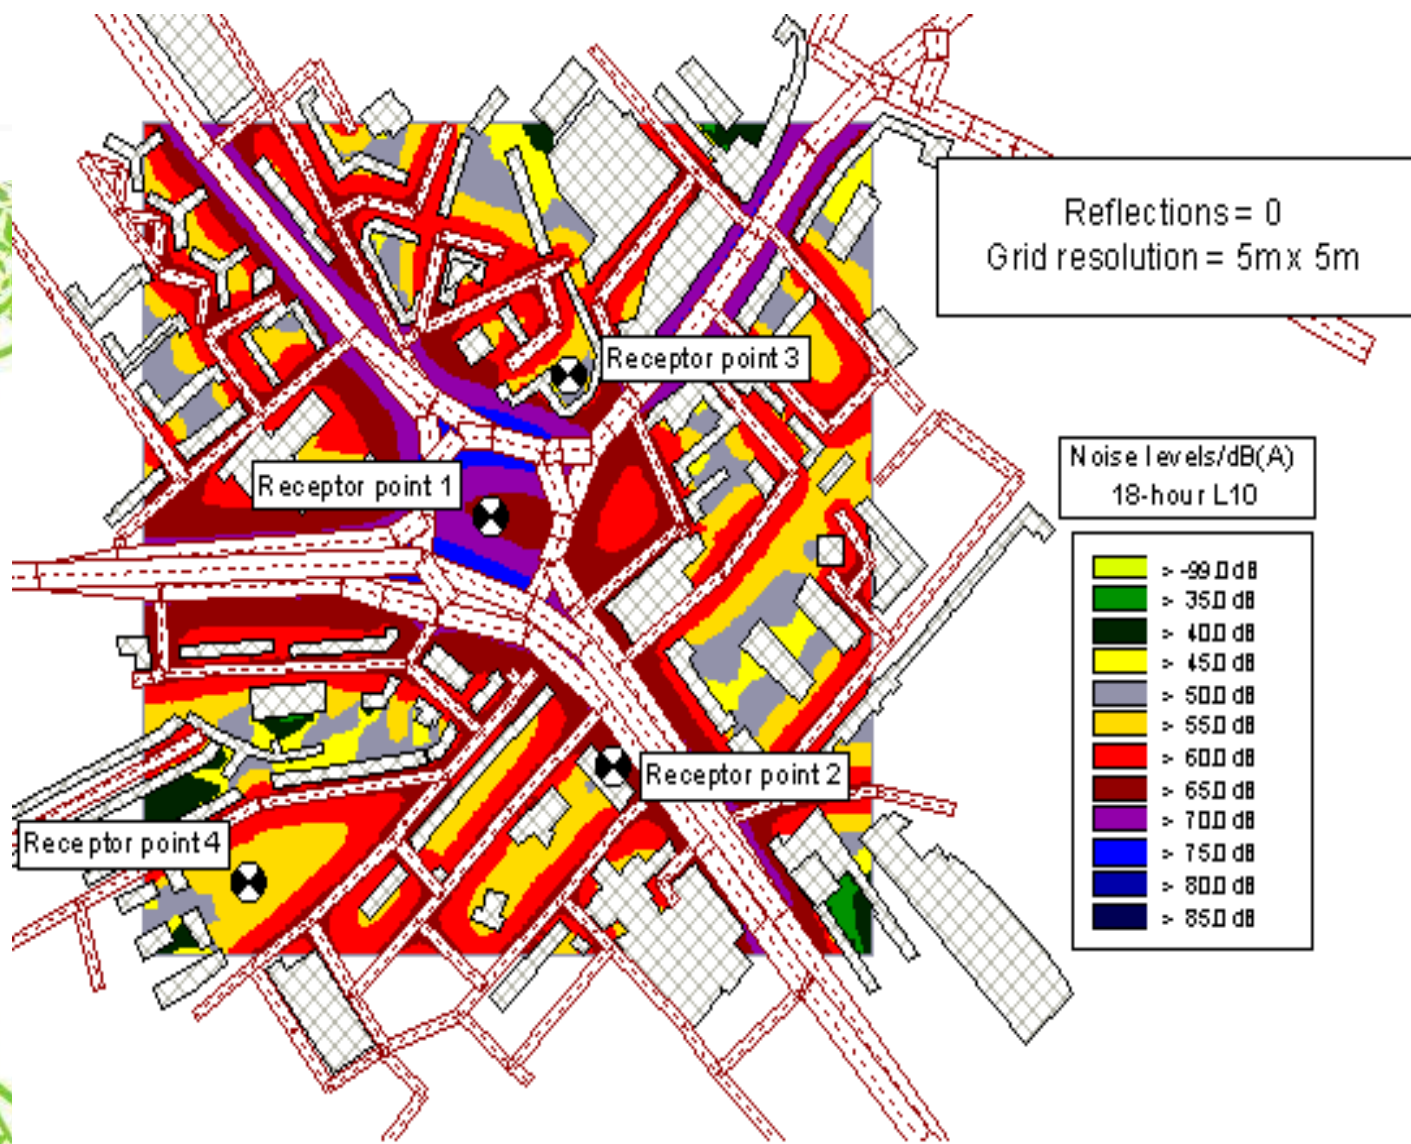 Reflections = 0
Grid resolution = 5m x 5m
Receptor point 3
Noise levels/dB(A)
18-hour L10
Receptor point 1
> -99.0 dB
> 35.0 dB
> 40.0 dB
> 45.0 dB
> 50.0 dB
> 55.0 dB
> 60.0 dB
> 65.0 dB
> 70.0 dB
> 75.0 dB
> 80.0 dB
> 85.0 dB
Receptor point 2
Receptor point 4